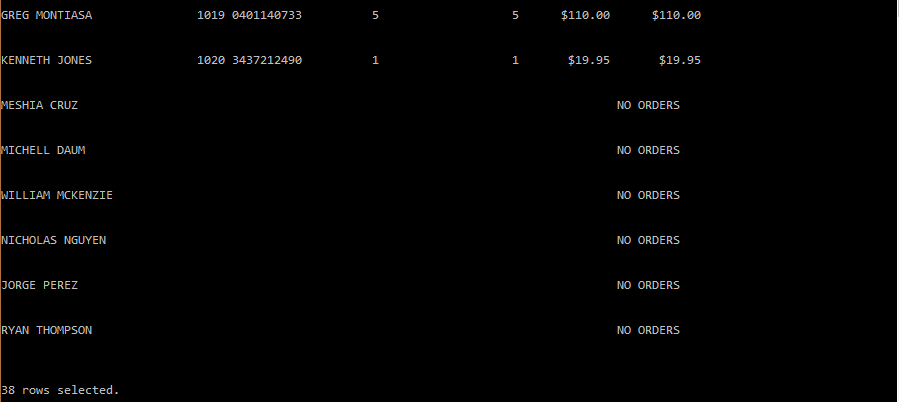 GREG MONTIASA 1019 0401140733 5 5 $110.00 $110.00
KENNETH JONES 1020 3437212490 1 1 $19.95 $19.95
MESHIA CRUZ NO ORDERS
MICHELL DAUM NO ORDERS
WILLIAM MCKENZIE NO ORDERS
NICHOLAS NGUYEN NO ORDERS
JORGE PEREZ NO ORDERS
RYAN THOMPSON NO ORDERS
38 rows selected.